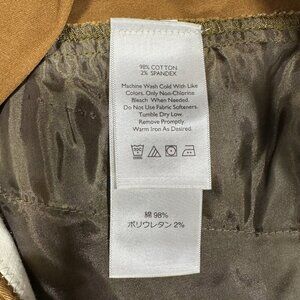 98% COTTON
2% SPANDEX
Machine Wash Cold With Like
Colors. Only Non-Chlorine
Bleach When Needed.
Do Not Use Fabric Softeners.
Tumble Dry Low
Remove Promptly.
Warm Iron As Desired.
綿 98%
ポリウレタン 2%